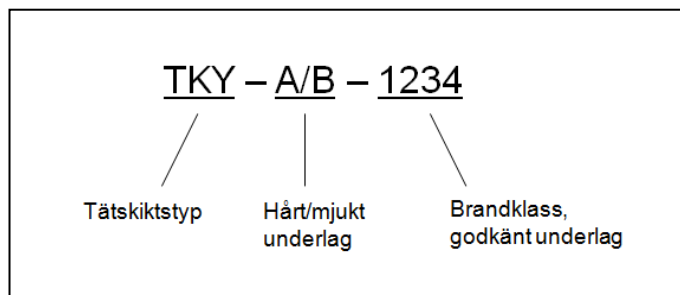 TKY – A/B – 1234
Tätskiktstyp
Hårt/mjukt
underlag
Brandklass,
godkänt underlag